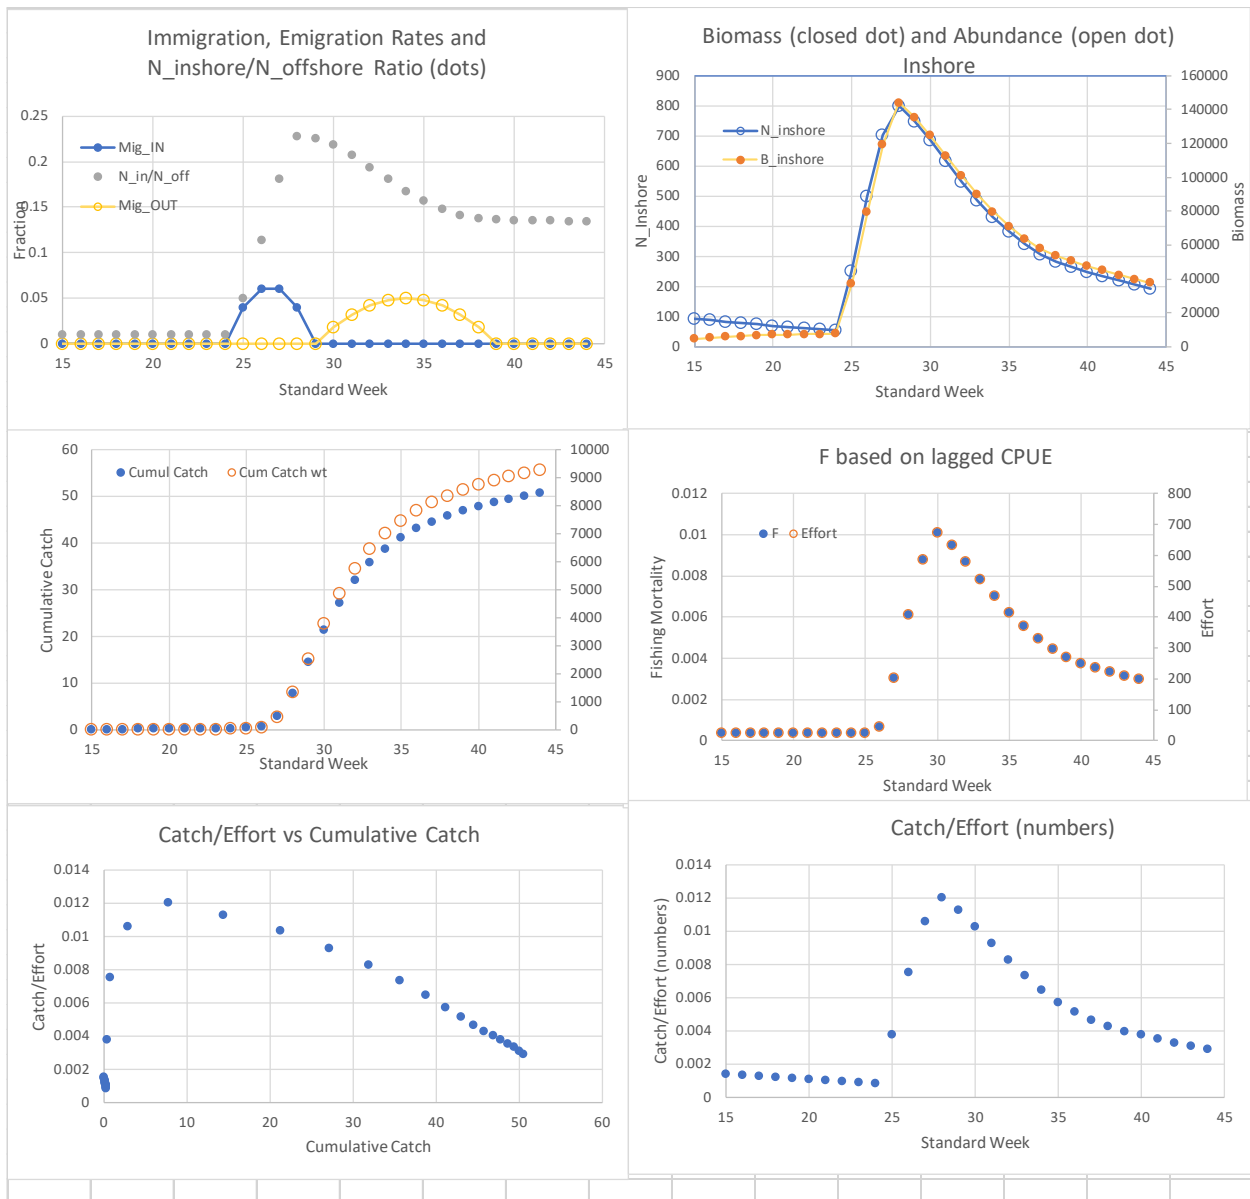 Immigration, Emigration Rates and
N_inshore/N_offshore Ratio (dots)
0.25
0.2
0.15
0.1
0.05
0
Fraction
Mig_IN
N_in/N_off
Mig_OUT
15 20 25 30 35 40 45
Standard Week
Biomass (closed dot) and Abundance (open dot)
Inshore
900
800
700
600
500
400
300
200
100
0
N_Inshore
N_inshore
B_inshore
160000
140000
120000
100000
80000
60000
40000
20000
0
Biomass
15 20 25 30 35 40 45
Standard Week
60
50
40
30
20
10
0
Cumulative Catch
Cumul Catch Cum Catch wt
10000
9000
8000
7000
6000
5000
4000
3000
2000
1000
0
15 20 25 30 35 40 45
Standard Week
F based on lagged CPUE
0.012
0.01
0.008
0.006
0.004
0.002
0
Fishing Mortality
F Effort
800
700
600
500
400
300
200
100
0
Effort
15 20 25 30 35 40 45
Standard Week
Catch/Effort vs Cumulative Catch
0.014
0.012
0.01
0.008
0.006
0.004
0.002
0
Catch/Effort
0 10 20 30 40 50 60
Cumulative Catch
Catch/Effort (numbers)
0.014
0.012
0.01
0.008
0.006
0.004
0.002
0
Catch/Effort (numbers)
15 20 25 30 35 40 45
Standard Week